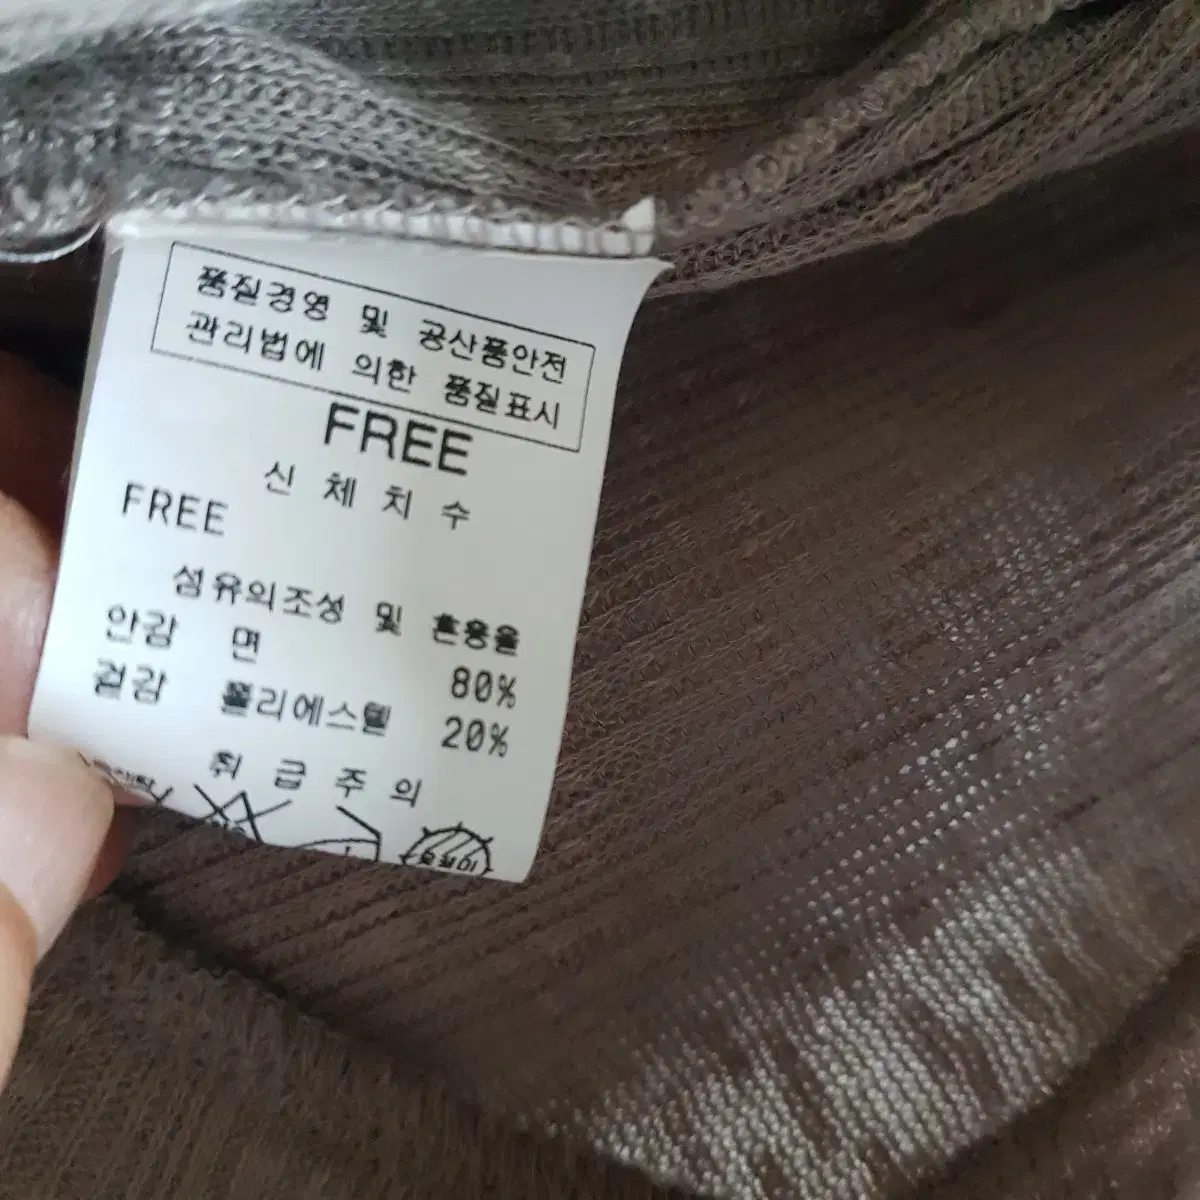 품질경영 및 공산품안전
관리법에 의한 품질표시
FREE
신 체 치 수
FREE
섬유의조성 및 혼용율
안감 면 80%
겉감 폴리에스텔 20%
취 급 주 의